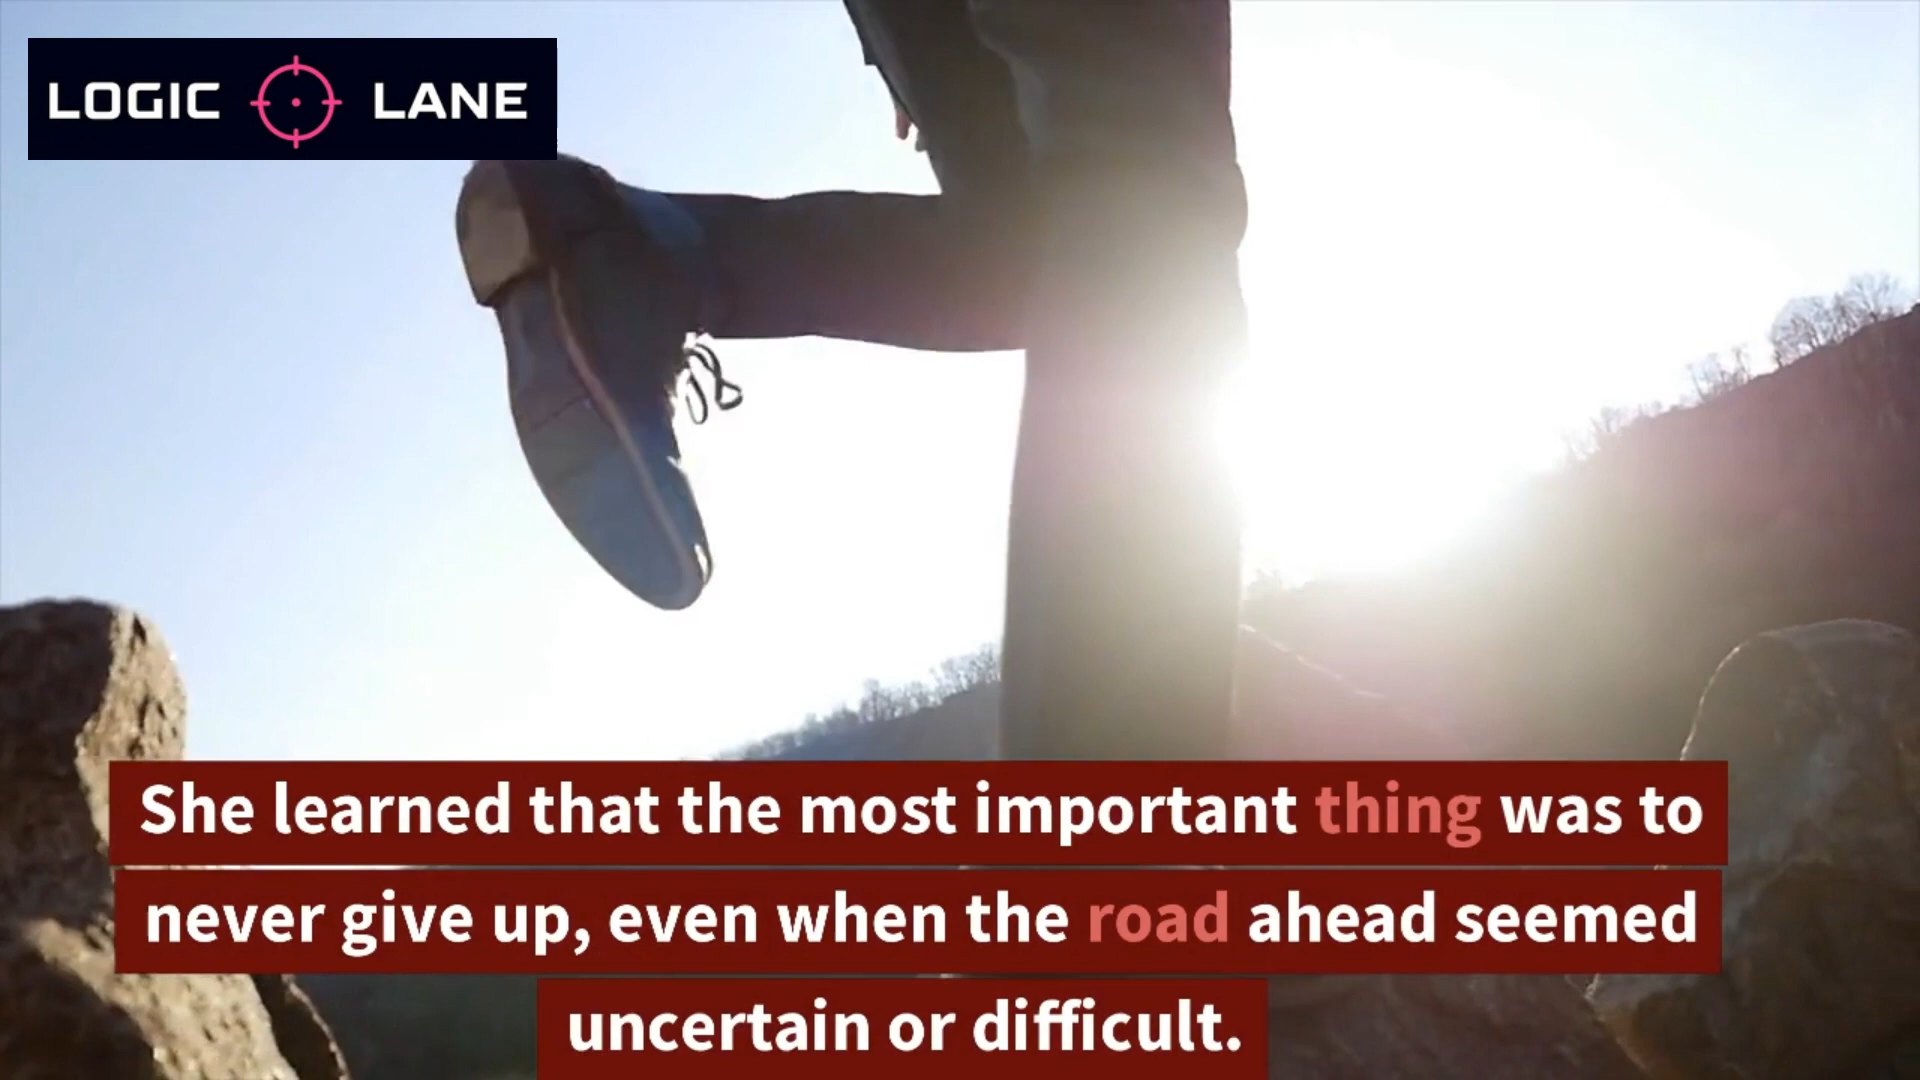 LOGIC LANE
She learned that the most important thing was to
never give up, even when the road ahead seemed
uncertain or difficult.